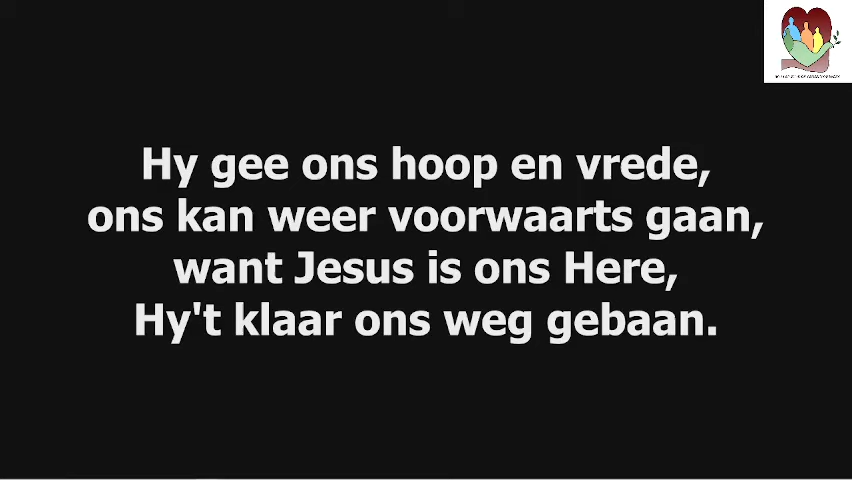 Hy gee ons hoop en vrede,
ons kan weer voorwaarts gaan,
want Jesus is ons Here,
Hy't klaar ons weg gebaan.